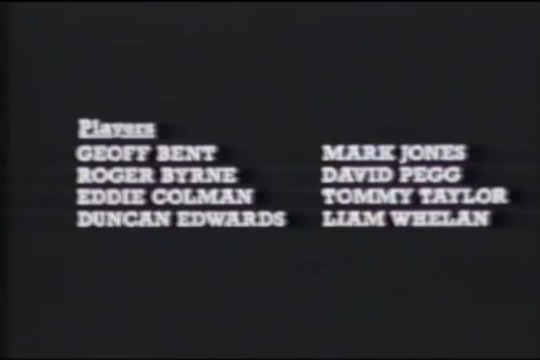 Players
GEOFF BENT
ROGER BYRNE
EDDIE COLMAN
DUNCAN EDWARDS
MARK JONES
DAVID PEGG
TOMMY TAYLOR
LIAM WHELAN